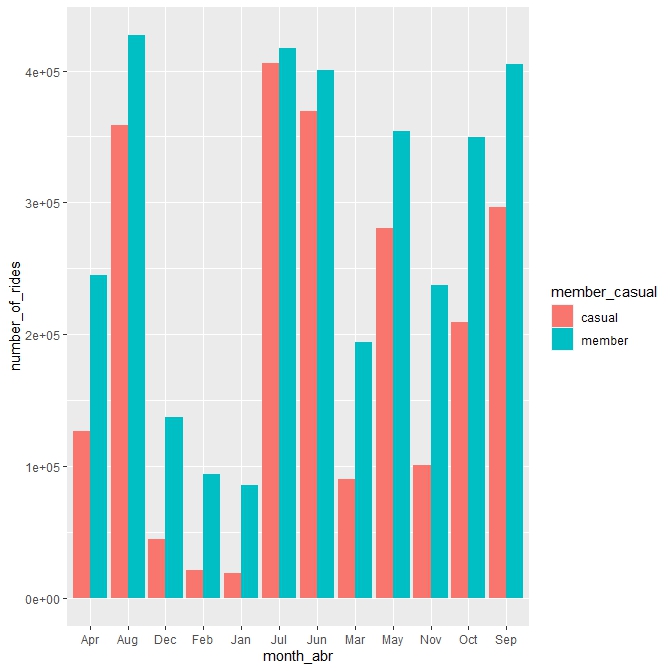 4e+05
3e+05
2e+05
1e+05
0e+00
number_of_rides
Apr Aug Dec Feb Jan Jul Jun Mar May Nov Oct Sep
month_abr
member_casual
casual
member